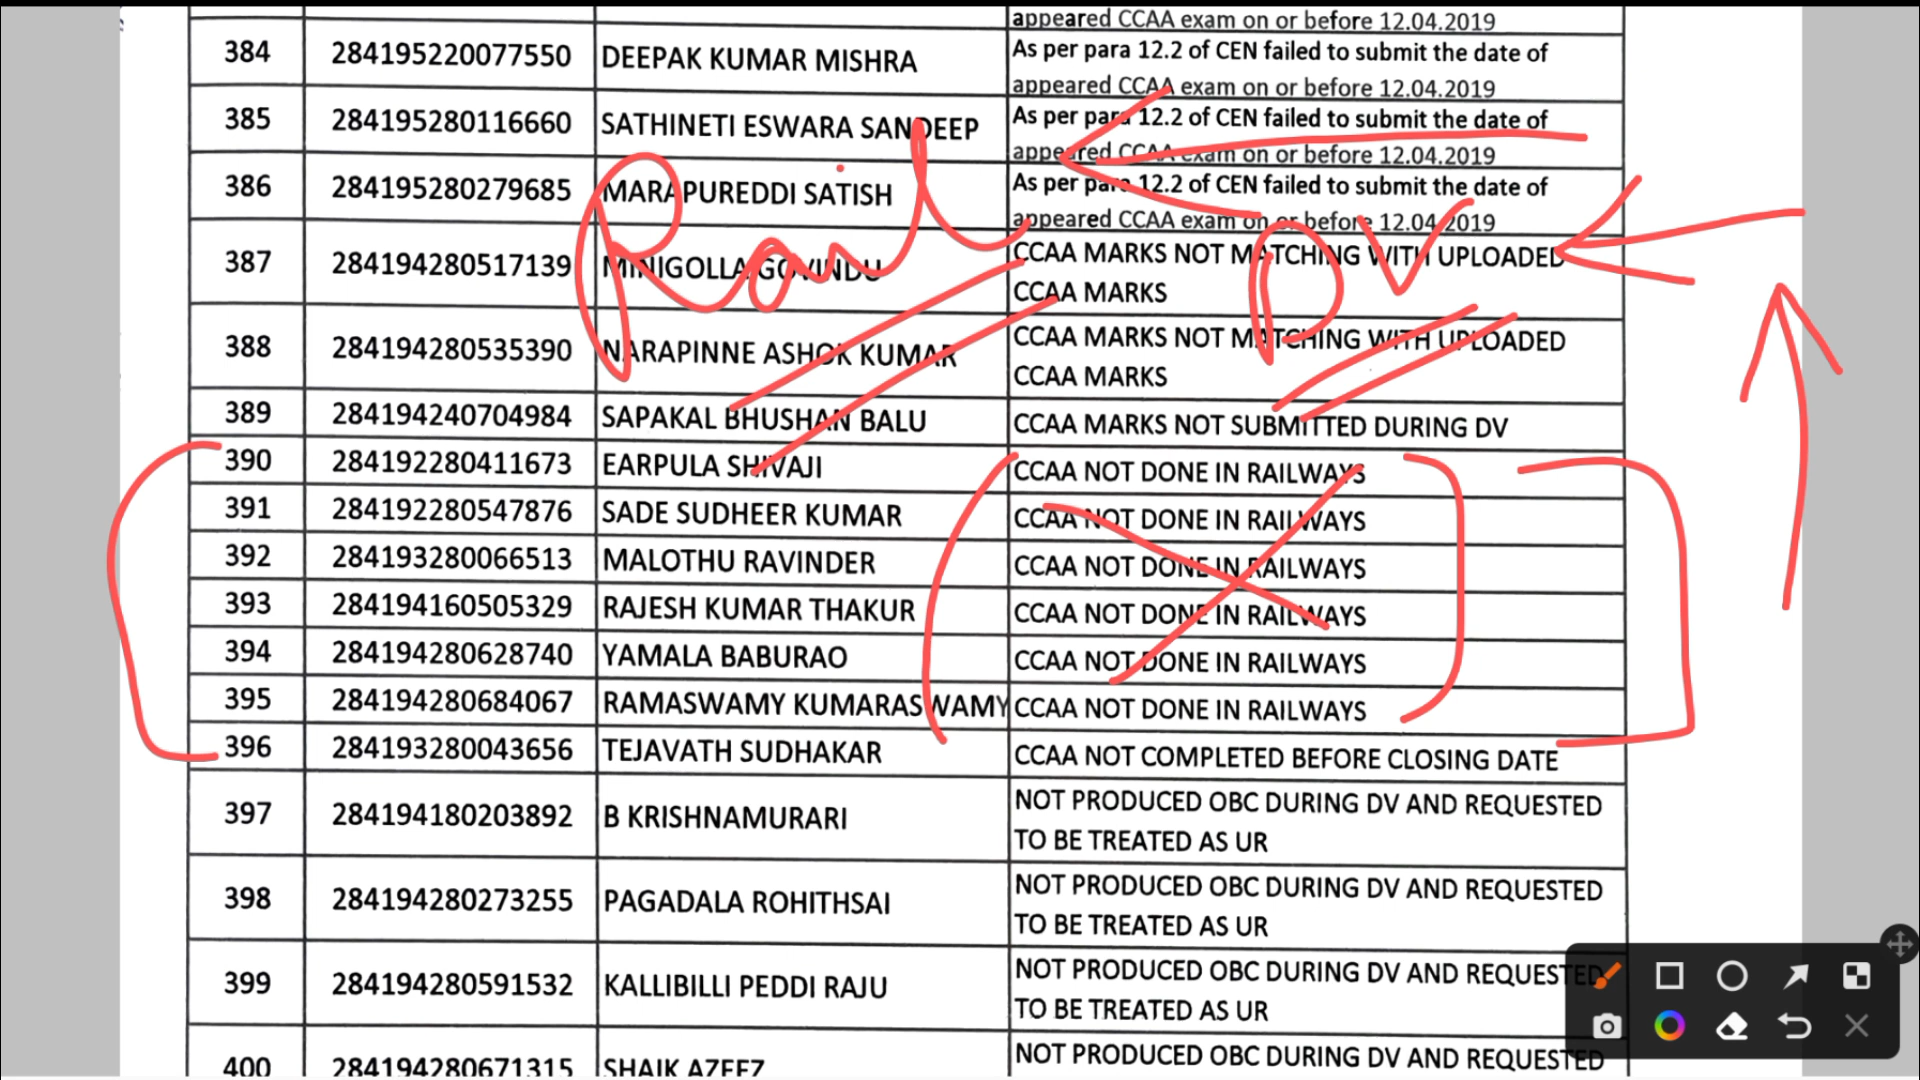 appeared CCAA exam on or before 12.04.2019
384 284195220077550 DEEPAK KUMAR MISHRA As per para 12.2 of CEN failed to submit the date of
appeared CCAA exam on or before 12.04.2019
385 284195280116660 SATHINETI ESWARA SANDEEP As per para 12.2 of CEN failed to submit the date of
appeared CCAA exam on or before 12.04.2019
386 284195280279685 MARAPUREDDI SATISH As per para 12.2 of CEN failed to submit the date of
appeared CCAA exam on or before 12.04.2019
387 284194280517139 MINIGOLLA GOVINDU CCAA MARKS NOT MATCHING WITH UPLOADED
CCAA MARKS
388 284194280535390 NARAPINNE ASHOK KUMAR CCAA MARKS NOT MATCHING WITH UPLOADED
CCAA MARKS
389 284194240704984 SAPAKAL BHUSHAN BALU CCAA MARKS NOT SUBMITTED DURING DV
390 284192280411673 EARPULA SHIVAJI CCAA NOT DONE IN RAILWAYS
391 284192280547876 SADE SUDHEER KUMAR CCAA NOT DONE IN RAILWAYS
392 284193280066513 MALOTHU RAVINDER CCAA NOT DONE IN RAILWAYS
393 284194160505329 RAJESH KUMAR THAKUR CCAA NOT DONE IN RAILWAYS
394 284194280628740 YAMALA BABURAO CCAA NOT DONE IN RAILWAYS
395 284194280684067 RAMASWAMY KUMARASWAMY CCAA NOT DONE IN RAILWAYS
396 284193280043656 TEJAVATH SUDHAKAR CCAA NOT COMPLETED BEFORE CLOSING DATE
397 284194180203892 B KRISHNAMURARI NOT PRODUCED OBC DURING DV AND REQUESTED
TO BE TREATED AS UR
398 284194280273255 PAGADALA ROHITHSAI NOT PRODUCED OBC DURING DV AND REQUESTED
TO BE TREATED AS UR
399 284194280591532 KALLIBILLI PEDDI RAJU NOT PRODUCED OBC DURING DV AND REQUESTED
TO BE TREATED AS UR
400 284194280671315 SHAIK AZEEZ NOT PRODUCED OBC DURING DV AND REQUESTED
DV